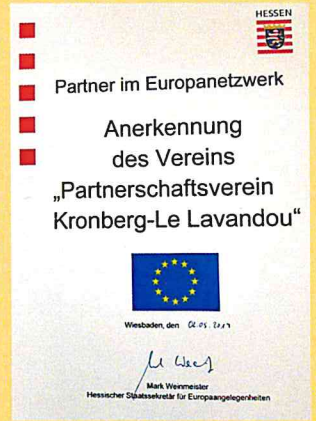 HESSEN
Partner im Europanetzwerk
Anerkennung
des Vereins
„Partnerschaftsverein
Kronberg-Le Lavandou“
Wiesbaden, den
Mark Weinmeister
Hessischer Staatssekretär für Europaangelegenheiten